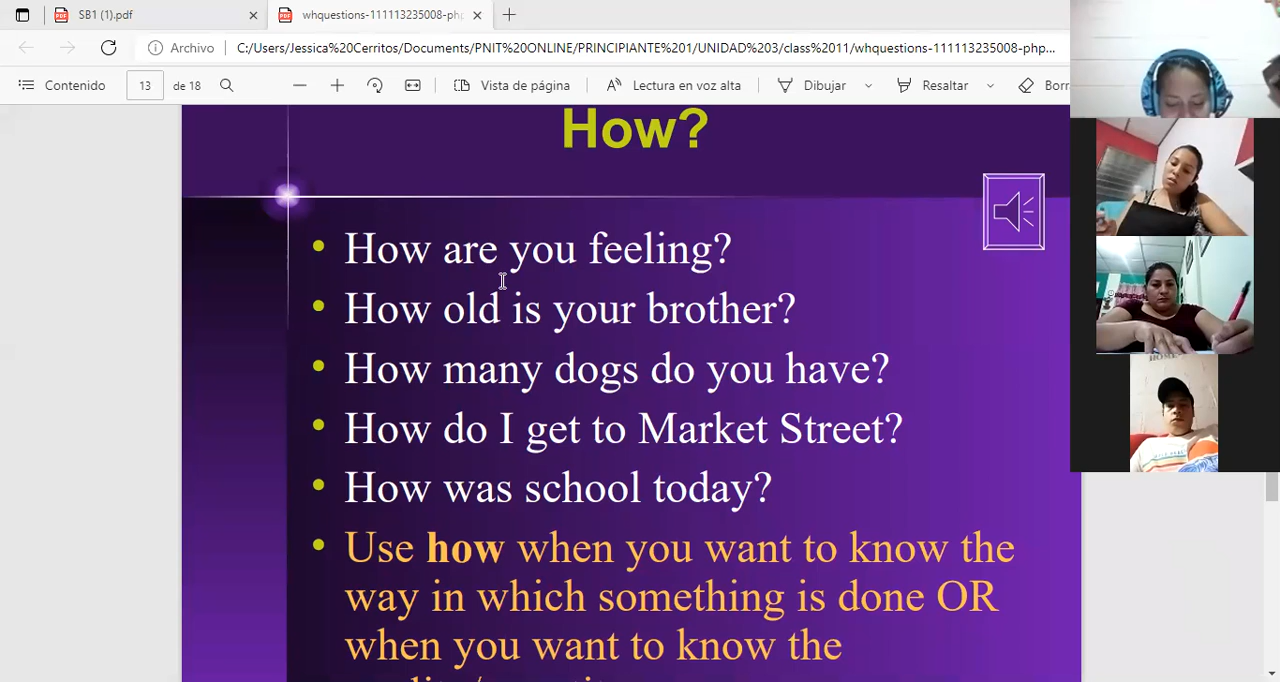 SB1 (1).pdf
whquestions-111113235008-php
Archivo
C:/Users/Jessica%20Cerritos/Documents/PNIT%20ONLINE/PRINCIPIANTE%201/UNIDAD%203/class%2011/whquestions-111113235008-php...
Contenido
13
de 18
Vista de página
Lectura en voz alta
Dibujar
Resaltar
Borr
How?
How are you feeling?
How old is your brother?
How many dogs do you have?
How do I get to Market Street?
How was school today?
Use how when you want to know the
way in which something is done OR
when you want to know the